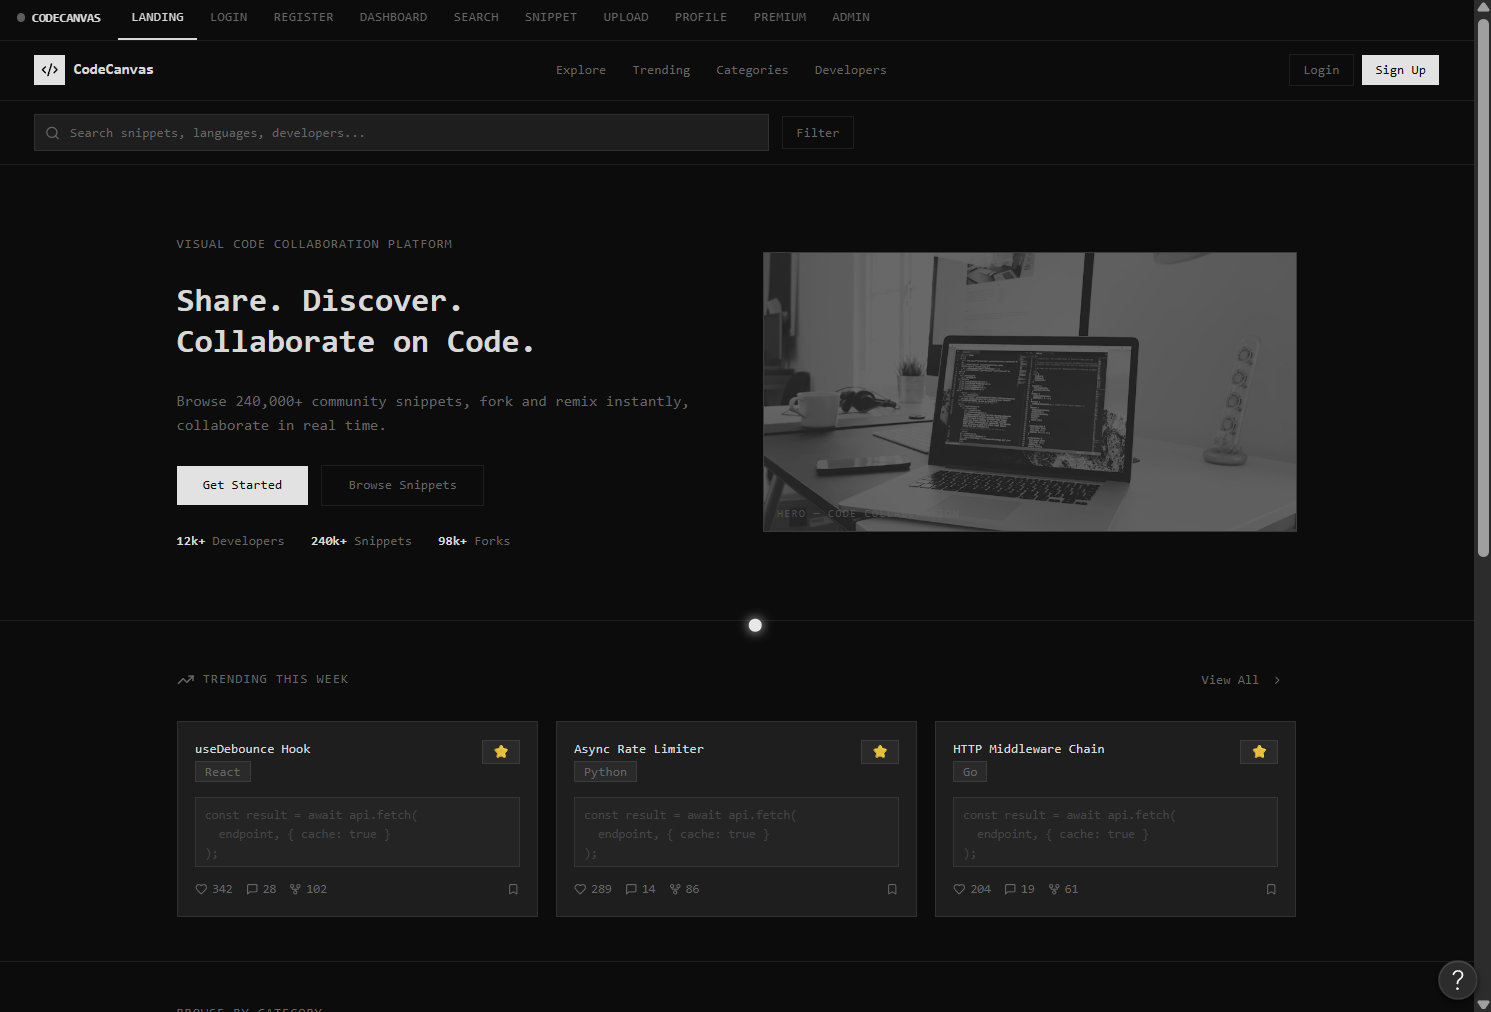 CODECANVAS LANDING LOGIN REGISTER DASHBOARD SEARCH SNIPPET UPLOAD PROFILE PREMIUM ADMIN
</> CodeCanvas Explore Trending Categories Developers Login Sign Up
Search snippets, languages, developers... Filter
VISUAL CODE COLLABORATION PLATFORM
Share. Discover.
Collaborate on Code.
Browse 240,000+ community snippets, fork and remix instantly,
collaborate in real time.
Get Started Browse Snippets
12k+ Developers 240k+ Snippets 98k+ Forks
HERO — CODE
TRENDING THIS WEEK View All
useDebounce Hook
React
const result = await api.fetch(
endpoint, { cache: true }
);
342 28 102
Async Rate Limiter
Python
const result = await api.fetch(
endpoint, { cache: true }
);
289 14 86
HTTP Middleware Chain
Go
const result = await api.fetch(
endpoint, { cache: true }
);
204 19 61
BROWSE BY CATEGORY
?